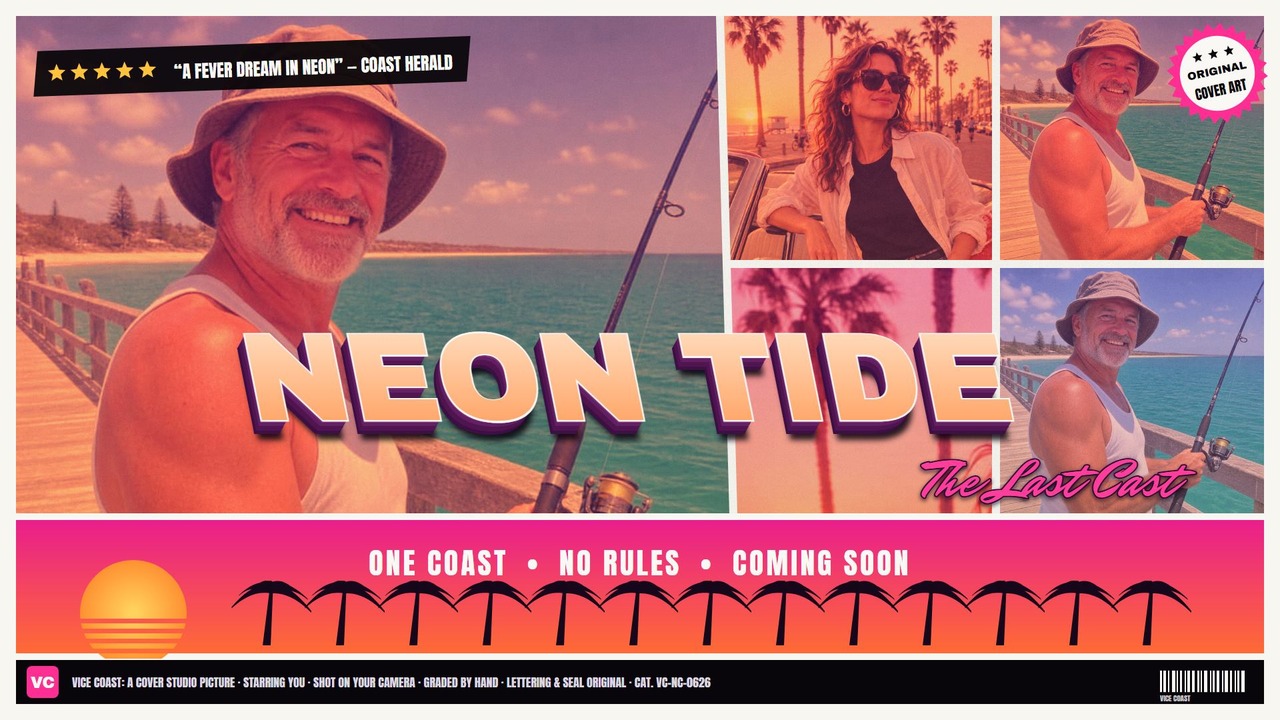 ★★★★★ “A FEVER DREAM IN NEON” – COAST HERALD
★ ★ ★
ORIGINAL
COVER ART
NEON TIDE
The Last Cast
ONE COAST • NO RULES • COMING SOON
VC
VICE COAST: A COVER STUDIO PICTURE · STARRING YOU · SHOT ON YOUR CAMERA · GRADED BY HAND · LETTERING & SEAL ORIGINAL · CAT. VC-NC-0626
VICE COAST